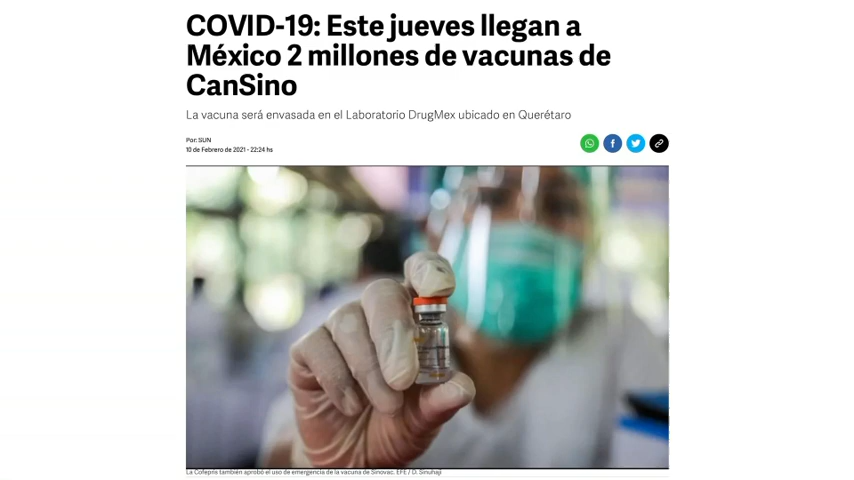 COVID-19: Este jueves llegan a
México 2 millones de vacunas de
CanSino
La vacuna será envasada en el Laboratorio DrugMex ubicado en Querétaro
Por: SUN
10 de Febrero de 2021 - 22:24 hs
La Cofepris también aprobó el uso de emergencia de la vacuna de Sinovac. EFE / D. Sinuhaji